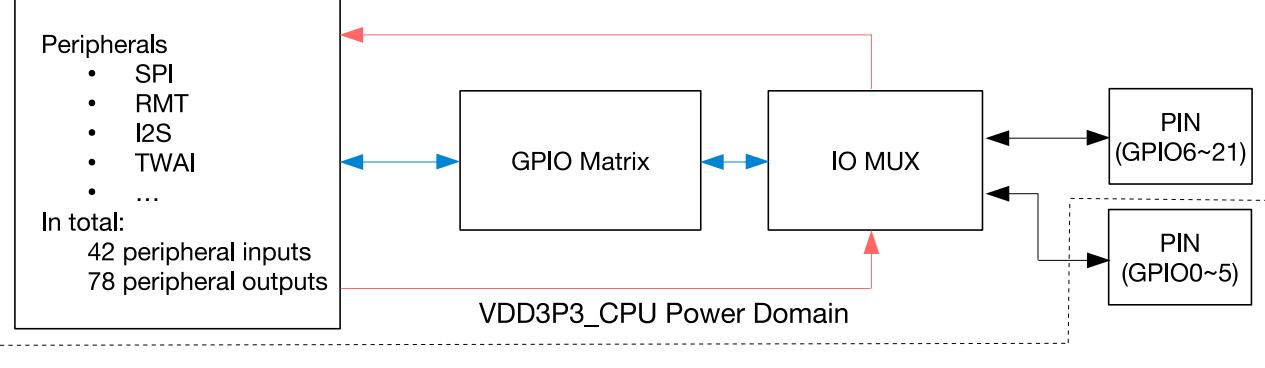 Peripherals
• SPI
• RMT
• I2S
• TWAI
• ...
In total:
42 peripheral inputs
78 peripheral outputs
GPIO Matrix
IO MUX
PIN
(GPIO6~21)
PIN
(GPIO0~5)
VDD3P3_CPU Power Domain